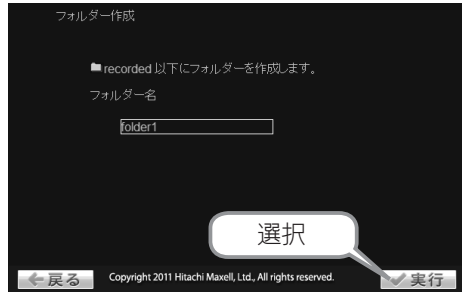 フォルダー作成
recorded 以下にフォルダーを作成します。
フォルダー名
folder1
選択
戻る
Copyright 2011 Hitachi Maxell, Ltd., All rights reserved.
実行